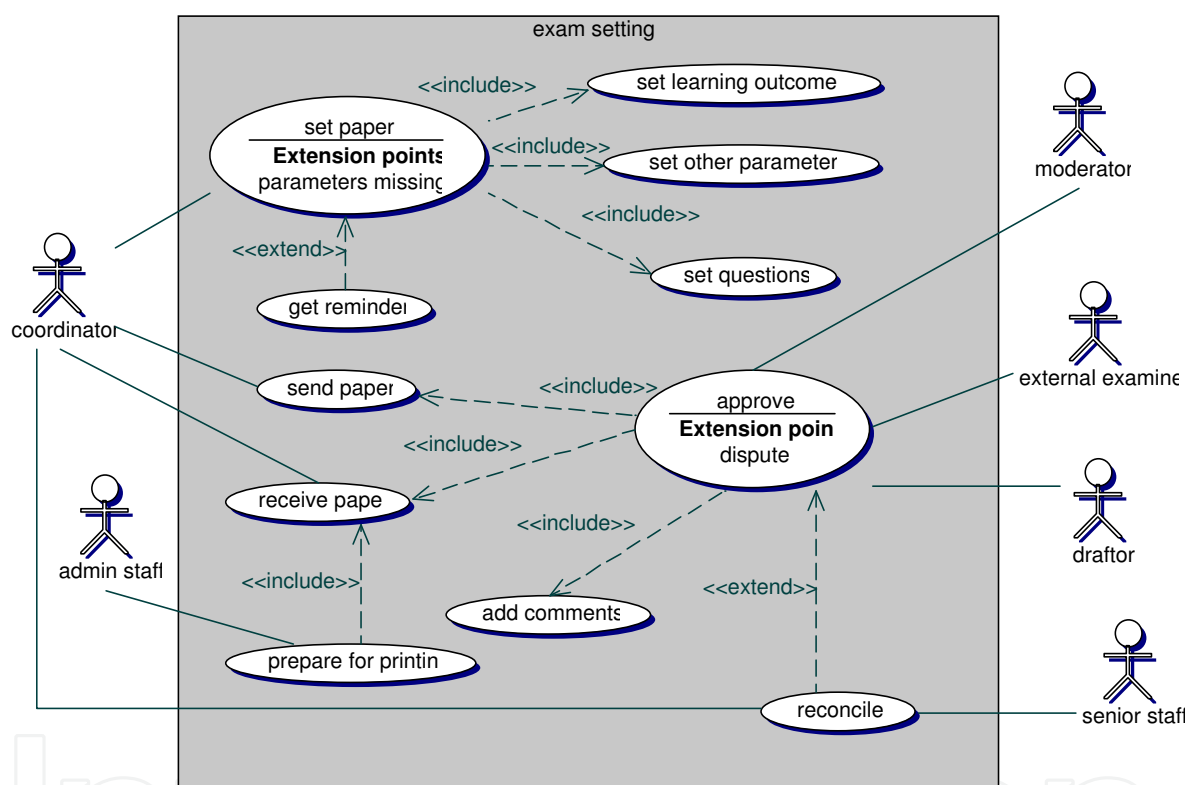 exam setting
<<include>>
set learning outcome
set paper
Extension points
parameters missing
<<include>>
set other parameter
moderator
<<include>>
<<extend>>
set questions
get reminder
coordinator
send paper
<<include>>
approve
Extension poin
dispute
external examine
<<include>>
receive pape
<<include>>
draftor
admin staff
<<include>>
<<extend>>
add comments
prepare for printin
reconcile
senior staff